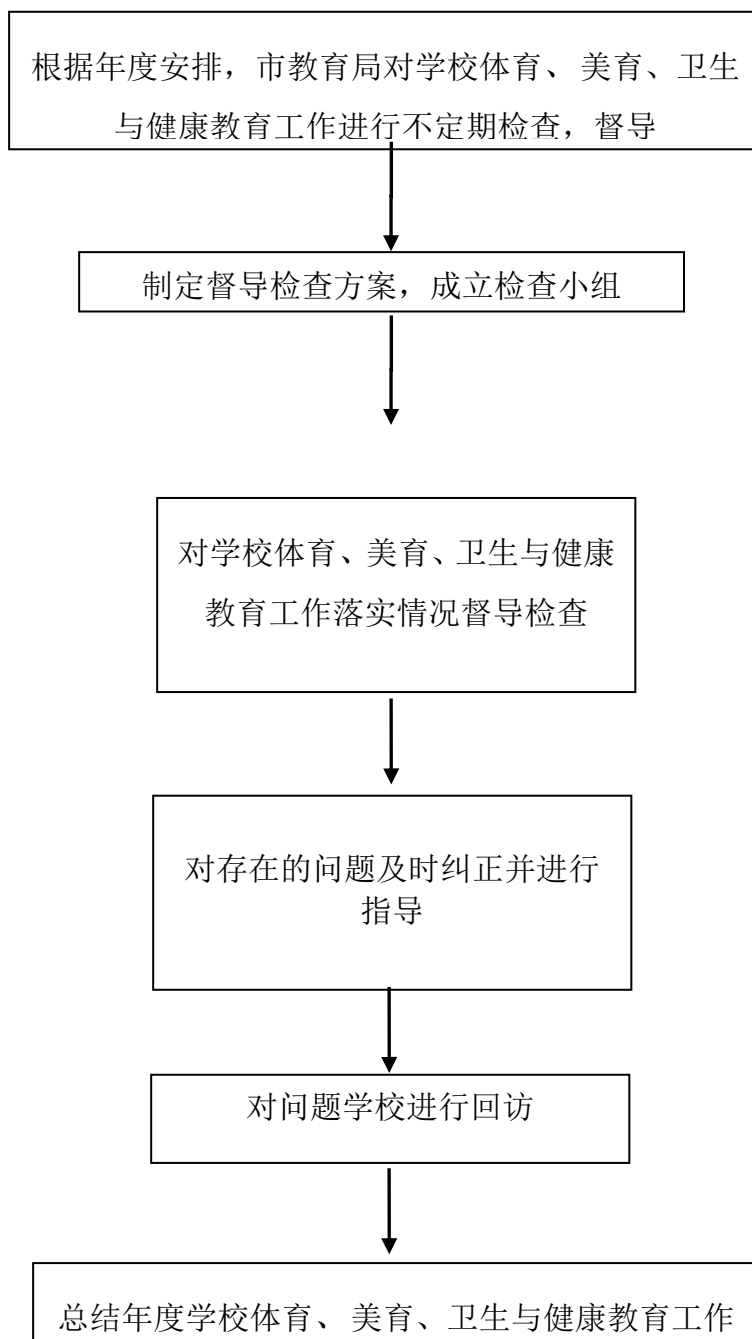 根据年度安排，市教育局对学校体育、美育、卫生
与健康教育工作进行不定期检查，督导
制定督导检查方案，成立检查小组
对学校体育、美育、卫生与健康
教育工作落实情况督导检查
对存在的问题及时纠正并进行
指导
对问题学校进行回访
总结年度学校体育、美育、卫生与健康教育工作